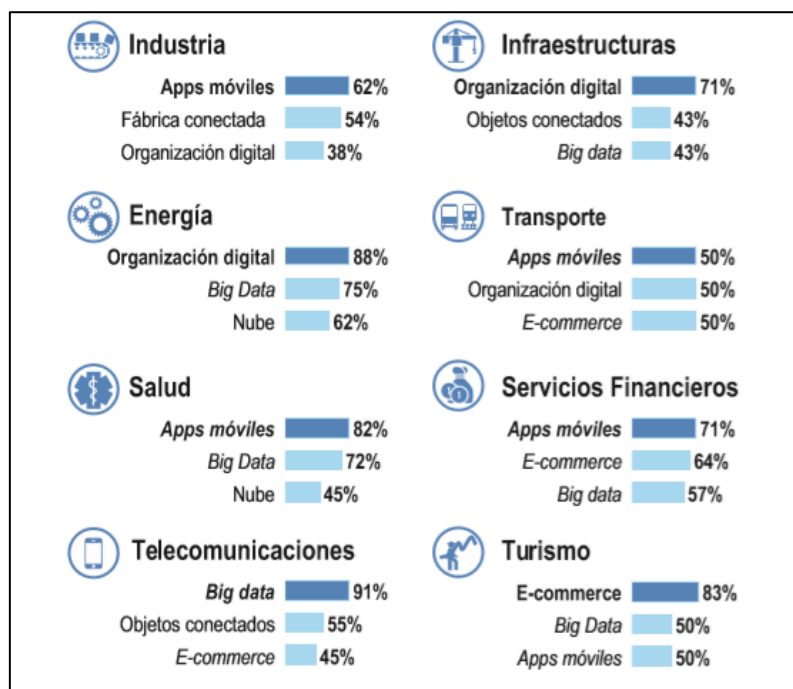 Industria
Apps móviles 62%
Fábrica conectada 54%
Organización digital 38%
Infraestructuras
Organización digital 71%
Objetos conectados 43%
Big data 43%
Energía
Organización digital 88%
Big Data 75%
Nube 62%
Transporte
Apps móviles 50%
Organización digital 50%
E-commerce 50%
Salud
Apps móviles 82%
Big Data 72%
Nube 45%
Servicios Financieros
Apps móviles 71%
E-commerce 64%
Big data 57%
Telecomunicaciones
Big data 91%
Objetos conectados 55%
E-commerce 45%
Turismo
E-commerce 83%
Big Data 50%
Apps móviles 50%